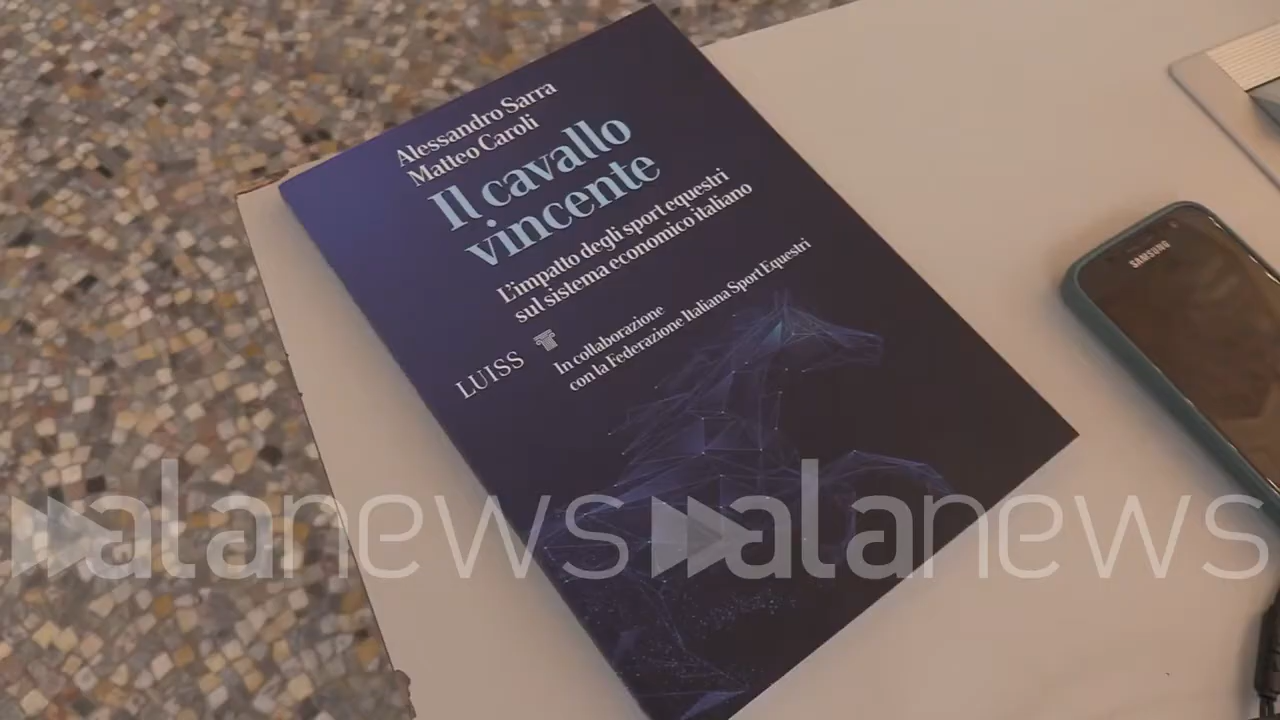 Alessandro Sarra
Matteo Caroli
Il cavallo
vincente
L'impatto degli sport equestri
sul sistema economico italiano
LUISS
In collaborazione
con la Federazione Italiana Sport Equestri
SAMSUNG
alanews alanews